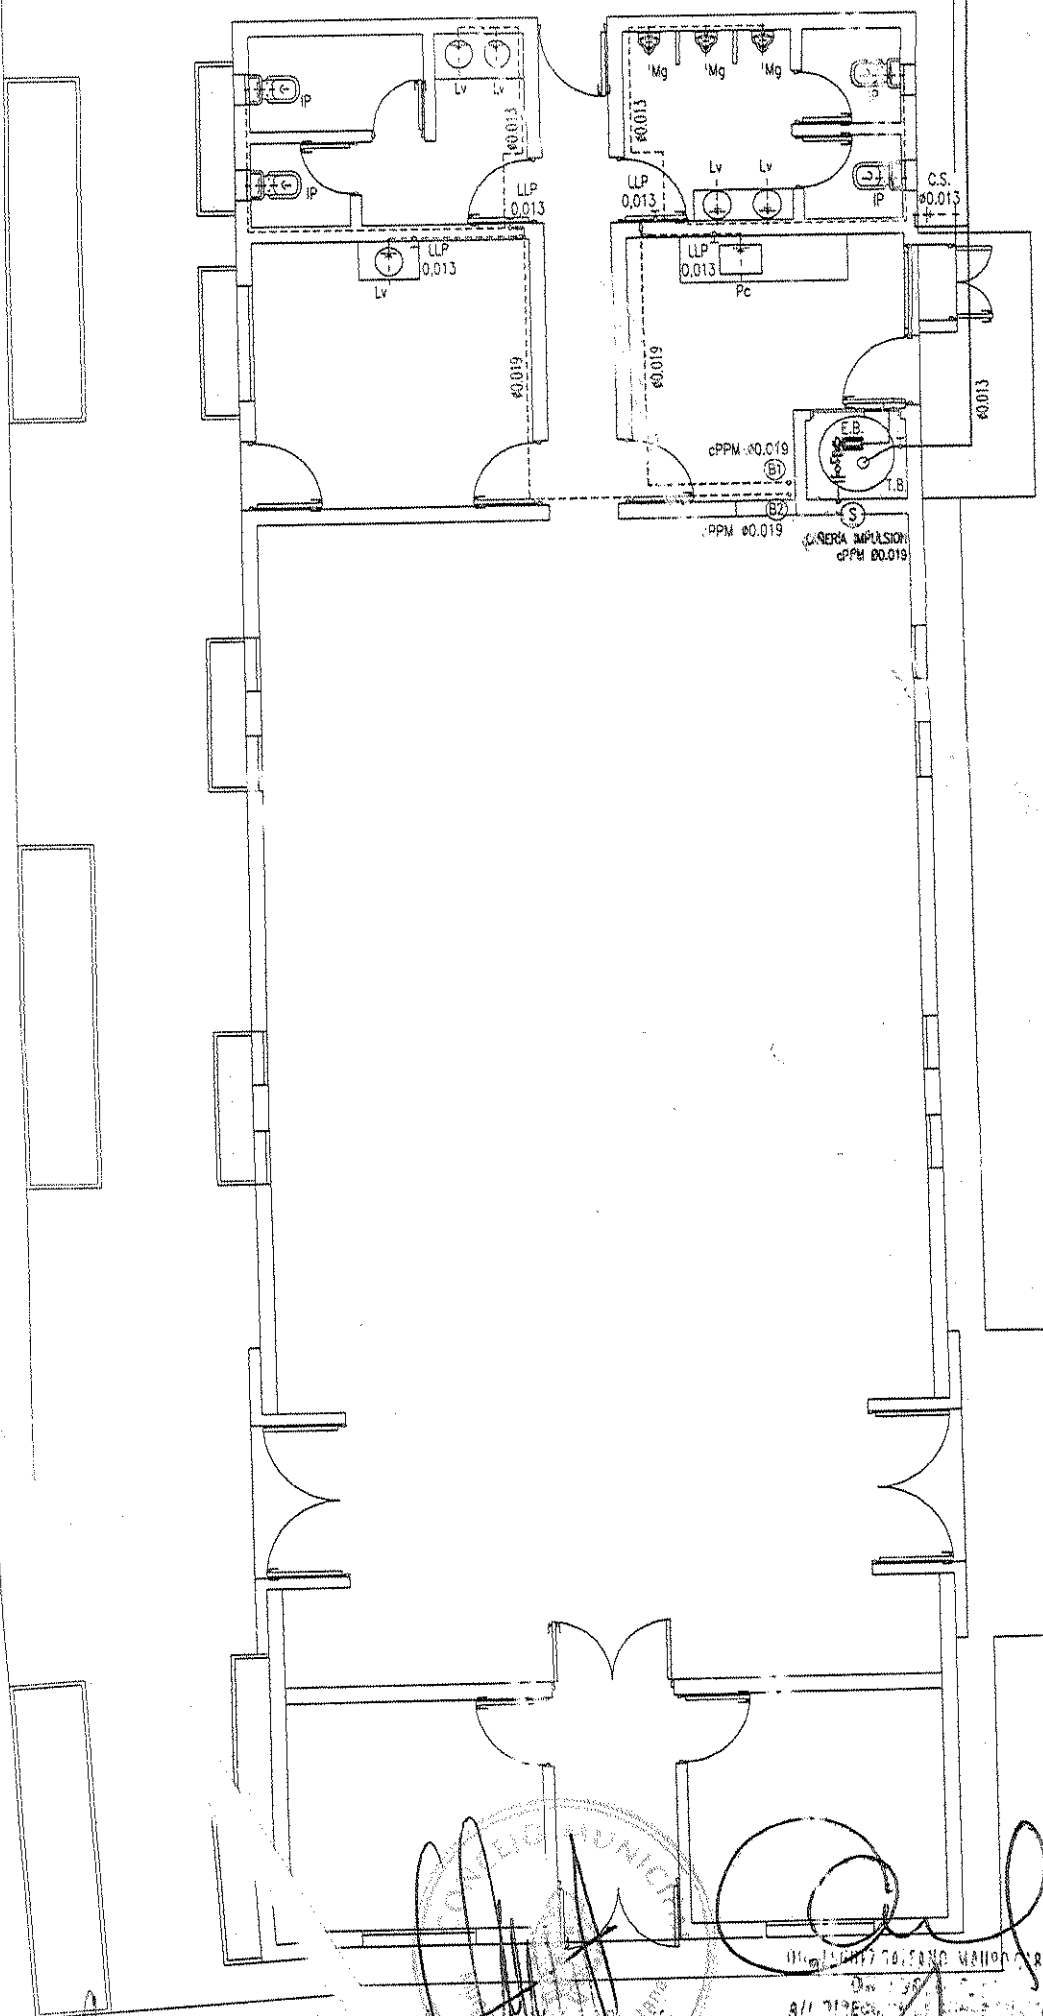 Lv
Lv
'Mg
'Mg
'Mg
IP
IP
ø0.013
ø0.013
IP
IP
LLP
0,013
LLP
0,013
Lv
Lv
C.S.
ø0.013
LLP
0,013
Lv
LLP
0,013
Pc
ø0.019
ø0.019
ø0.013
E.B.
T.B.
cPPM ø0.019
B1
B2
PPM ø0.019
S
CAÑERIA IMPULSION
cPPM ø0.019